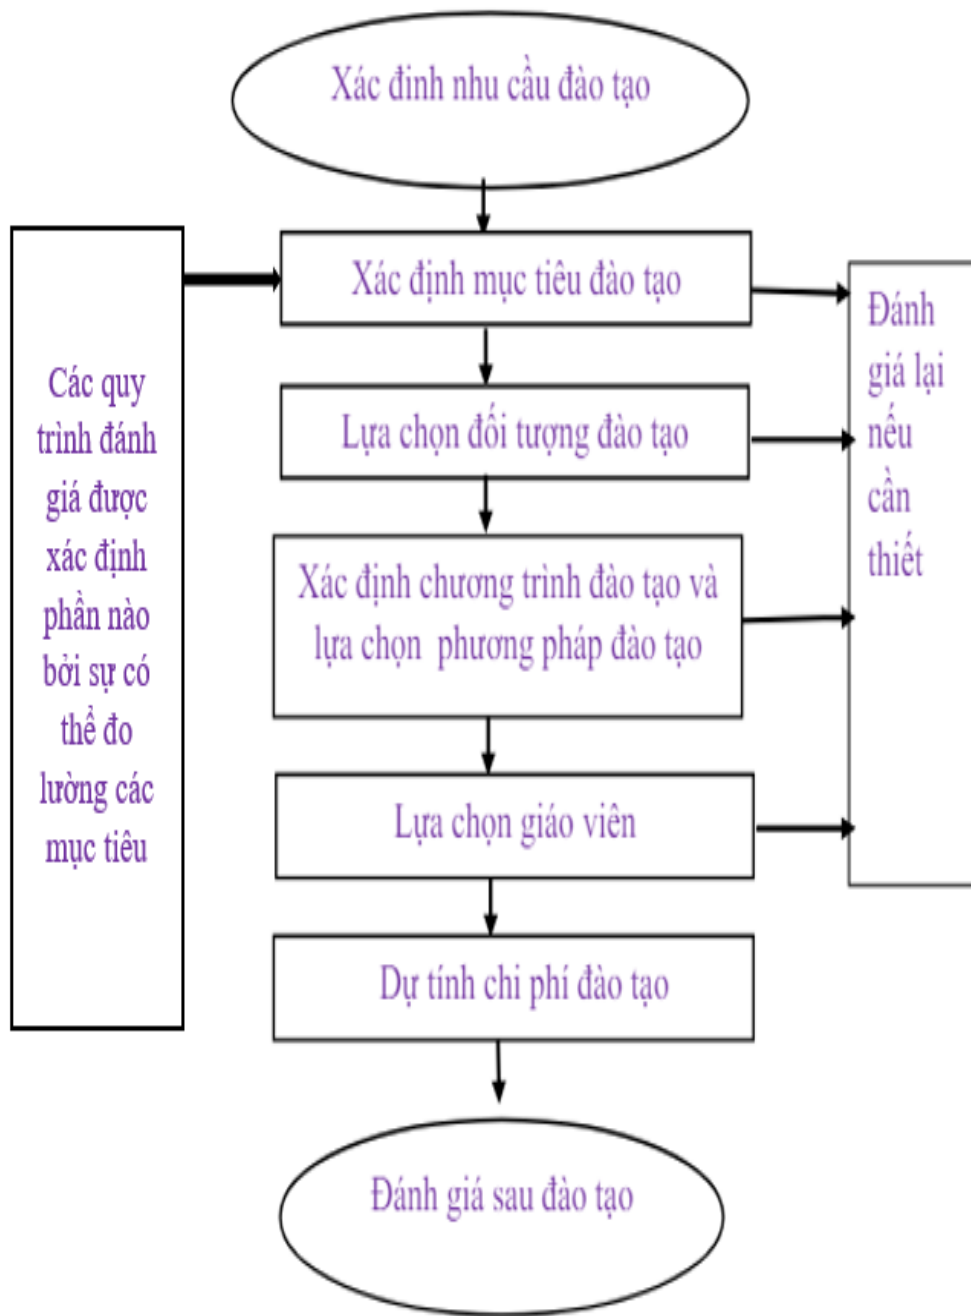 Xác đinh nhu cầu đào tạo
Các quy
trình đánh
giá được
xác định
phần nào
bởi sự có
thể đo
lường các
mục tiêu
Xác định mục tiêu đào tạo
Lựa chọn đối tượng đào tạo
Xác định chương trình đào tạo và
lựa chọn phương pháp đào tạo
Lựa chọn giáo viên
Dự tính chi phí đào tạo
Đánh giá sau đào tạo
Đánh
giá lại
nếu
cần
thiết